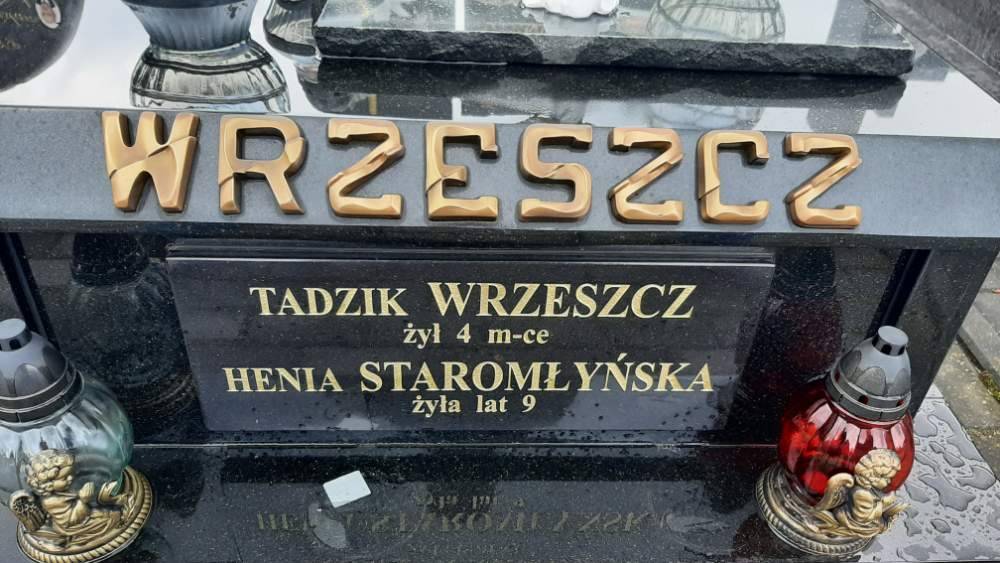 WRZESZCZ
TADZIK WRZESZCZ
żył 4 m-ce
HENIA STAROMŁYŃSKA
żyła lat 9